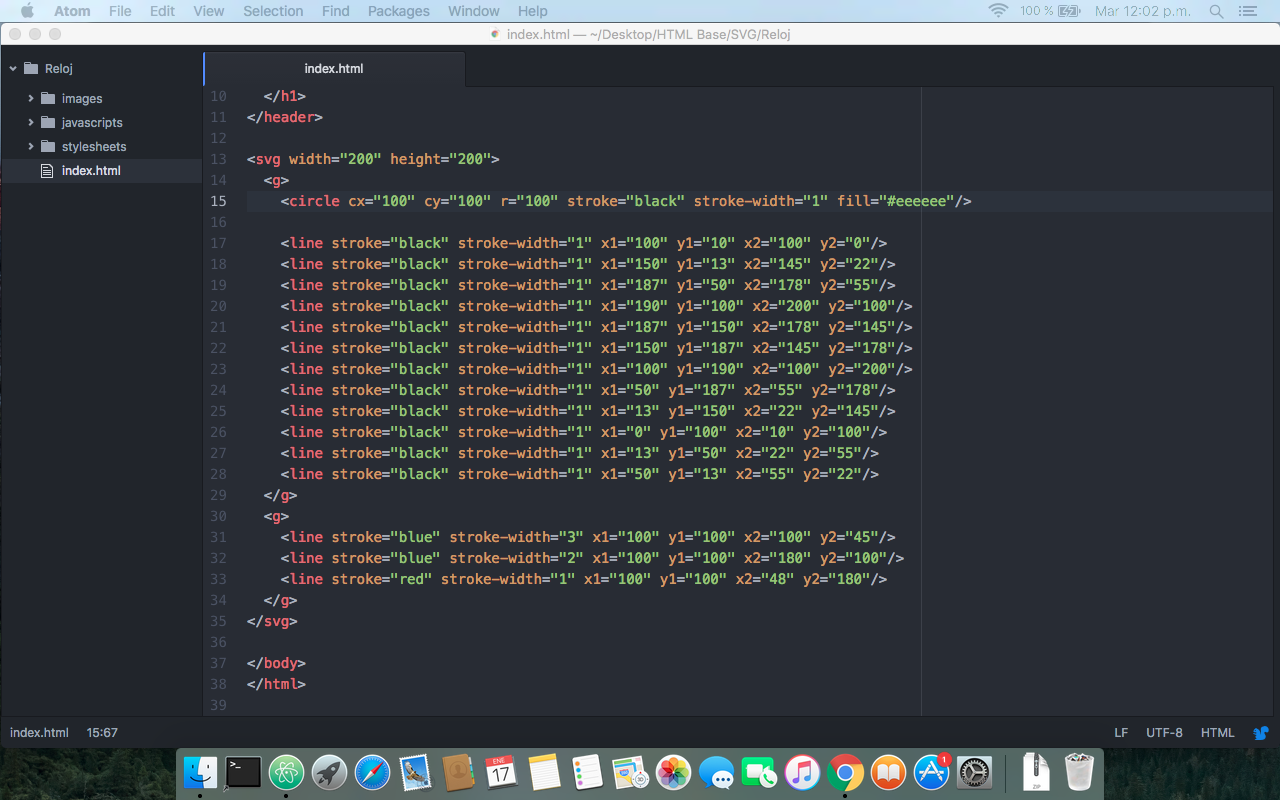 Atom File Edit View Selection Find Packages Window Help 100 % Mar 12:02 p.m.
index.html — ~/Desktop/HTML Base/SVG/Reloj
Reloj
images
javascripts
stylesheets
index.html
index.html
10 </h1>
11 </header>
12
13 <svg width="200" height="200">
14 <g>
15 <circle cx="100" cy="100" r="100" stroke="black" stroke-width="1" fill="#eeeeee"/>
16
17 <line stroke="black" stroke-width="1" x1="100" y1="10" x2="100" y2="0"/>
18 <line stroke="black" stroke-width="1" x1="150" y1="13" x2="145" y2="22"/>
19 <line stroke="black" stroke-width="1" x1="187" y1="50" x2="178" y2="55"/>
20 <line stroke="black" stroke-width="1" x1="190" y1="100" x2="200" y2="100"/>
21 <line stroke="black" stroke-width="1" x1="187" y1="150" x2="178" y2="145"/>
22 <line stroke="black" stroke-width="1" x1="150" y1="187" x2="145" y2="178"/>
23 <line stroke="black" stroke-width="1" x1="100" y1="190" x2="100" y2="200"/>
24 <line stroke="black" stroke-width="1" x1="50" y1="187" x2="55" y2="178"/>
25 <line stroke="black" stroke-width="1" x1="13" y1="150" x2="22" y2="145"/>
26 <line stroke="black" stroke-width="1" x1="0" y1="100" x2="10" y2="100"/>
27 <line stroke="black" stroke-width="1" x1="13" y1="50" x2="22" y2="55"/>
28 <line stroke="black" stroke-width="1" x1="50" y1="13" x2="55" y2="22"/>
29 </g>
30 <g>
31 <line stroke="blue" stroke-width="3" x1="100" y1="100" x2="100" y2="45"/>
32 <line stroke="blue" stroke-width="2" x1="100" y1="100" x2="180" y2="100"/>
33 <line stroke="red" stroke-width="1" x1="100" y1="100" x2="48" y2="180"/>
34 </g>
35 </svg>
36
37 </body>
38 </html>
39
index.html 15:67 LF UTF-8 HTML
ENE
17
1
ZIP